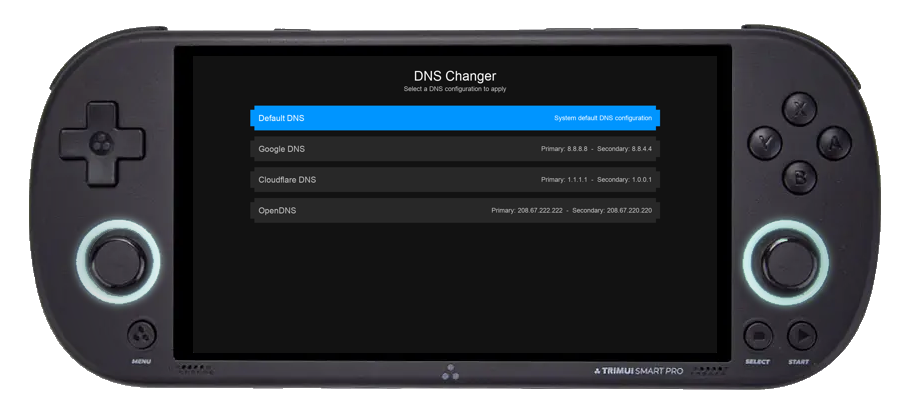 DNS Changer
Select a DNS configuration to apply
Default DNS System default DNS configuration
X
Google DNS Primary: 8.8.8.8 - Secondary: 8.8.4.4
Y A
Cloudflare DNS Primary: 1.1.1.1 - Secondary: 1.0.0.1
B
OpenDNS Primary: 208.67.222.222 - Secondary: 208.67.220.220
MENU SELECT START
TRIMUI SMART PRO